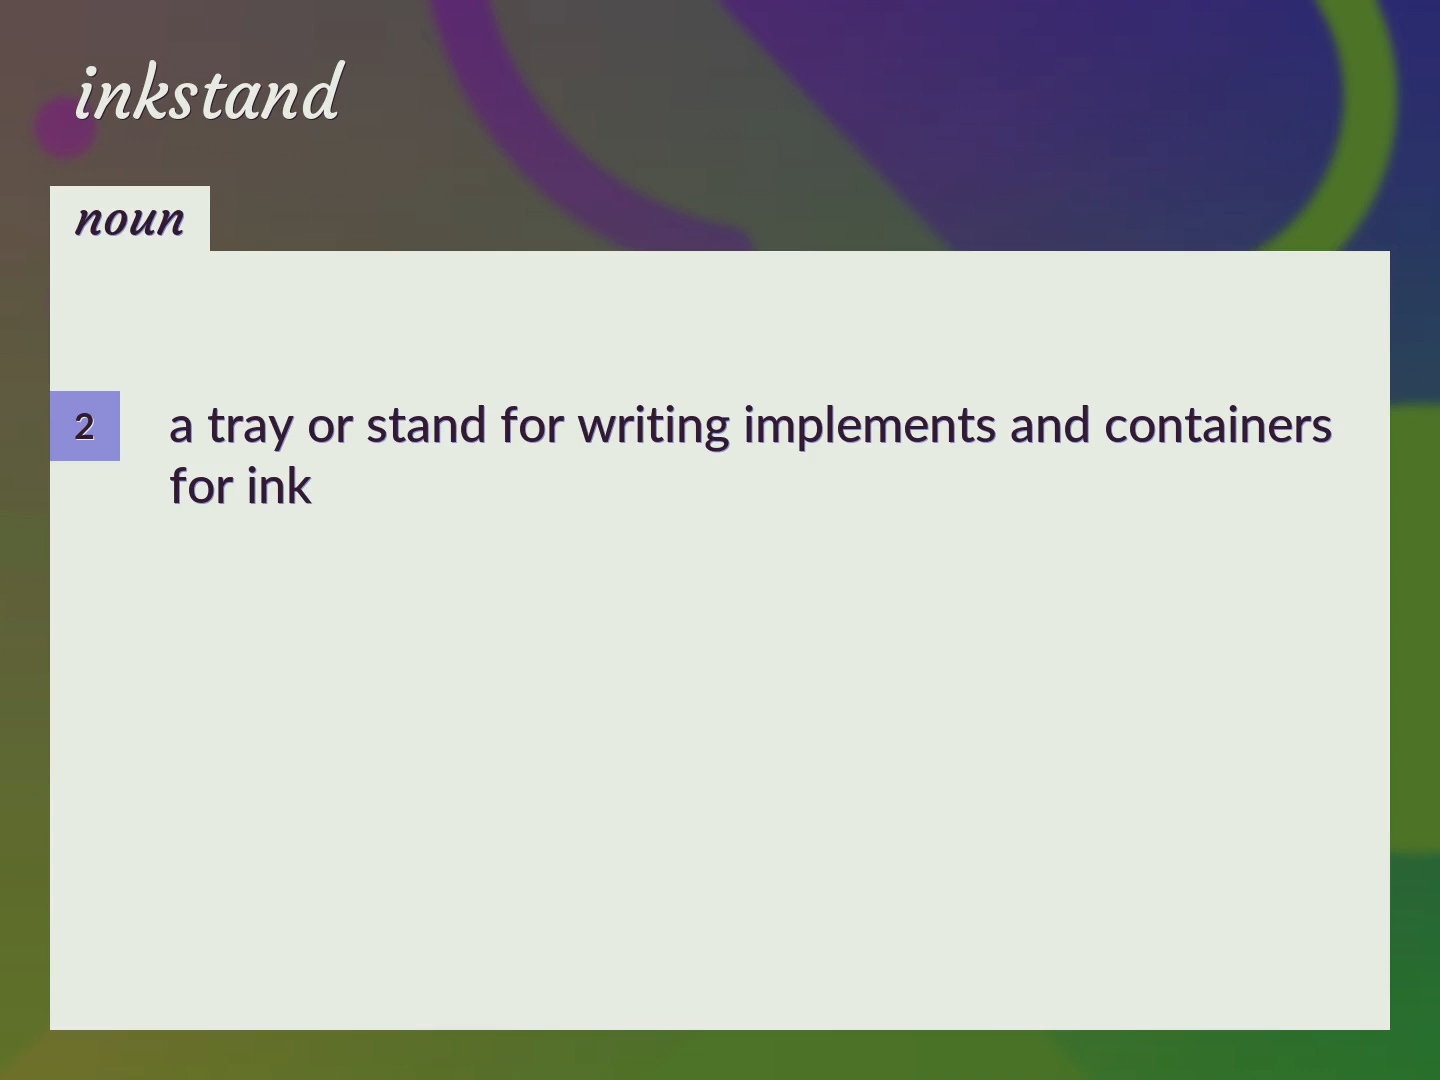 inkstand
noun
2 a tray or stand for writing implements and containers
for ink